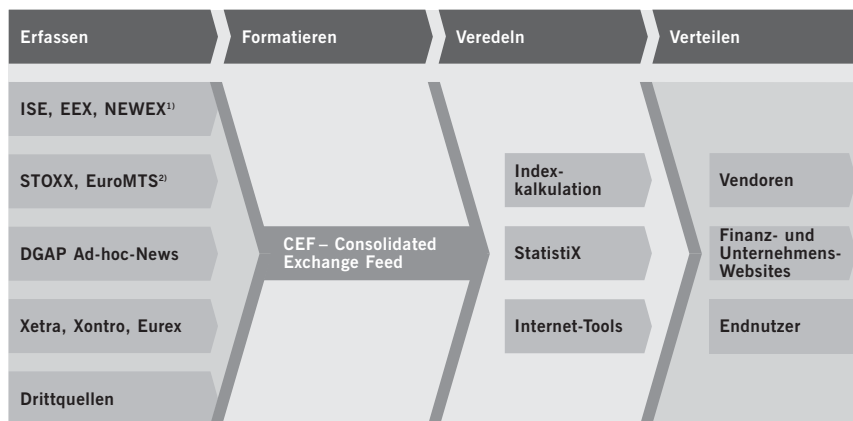 Erfassen
Formatieren
Veredeln
Verteilen
ISE, EEX, NEWEX¹⁾
STOXX, EuroMTS²⁾
DGAP Ad-hoc-News
Xetra, Xontro, Eurex
Drittquellen
CEF – Consolidated
Exchange Feed
Index-
kalkulation
StatistiX
Internet-Tools
Vendoren
Finanz- und
Unternehmens-
Websites
Endnutzer